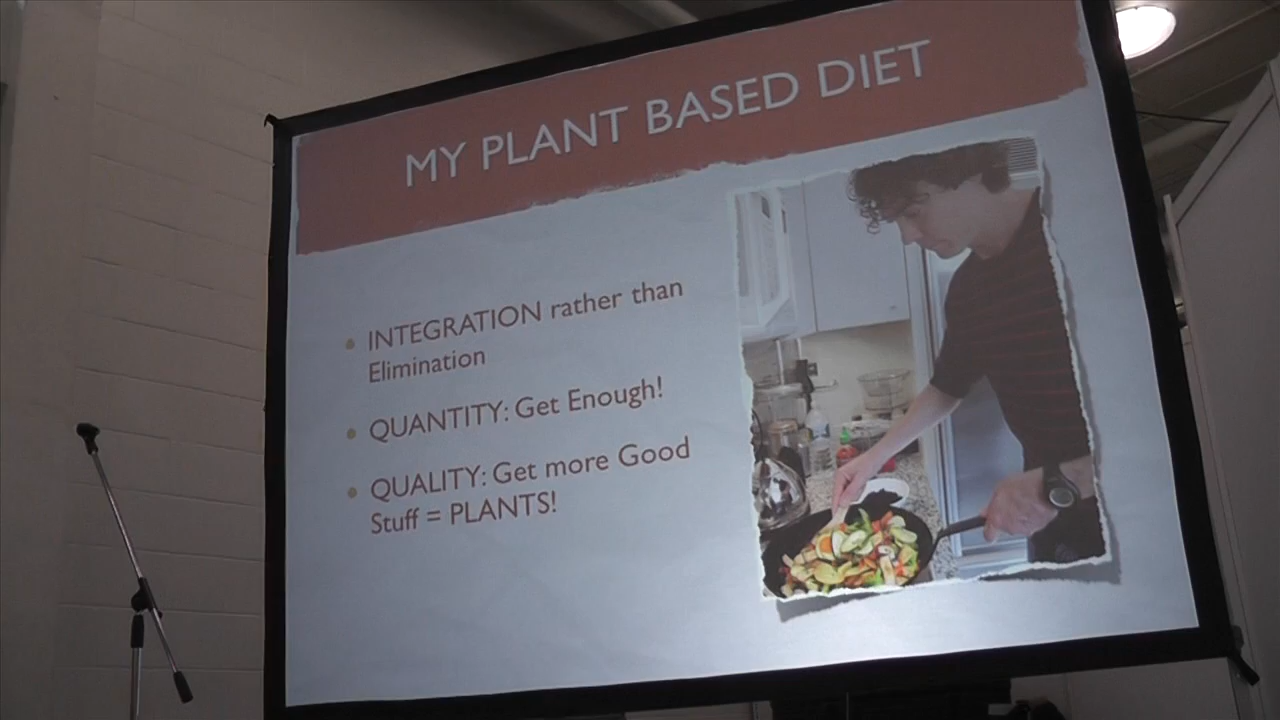 MY PLANT BASED DIET
INTEGRATION rather than
Elimination
QUANTITY: Get Enough!
QUALITY: Get more Good
Stuff = PLANTS!